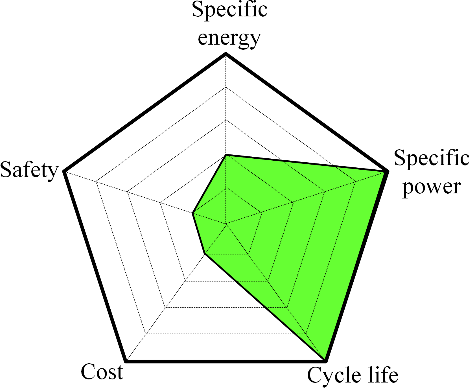 Specific
energy
Safety
Specific
power
Cost
Cycle life